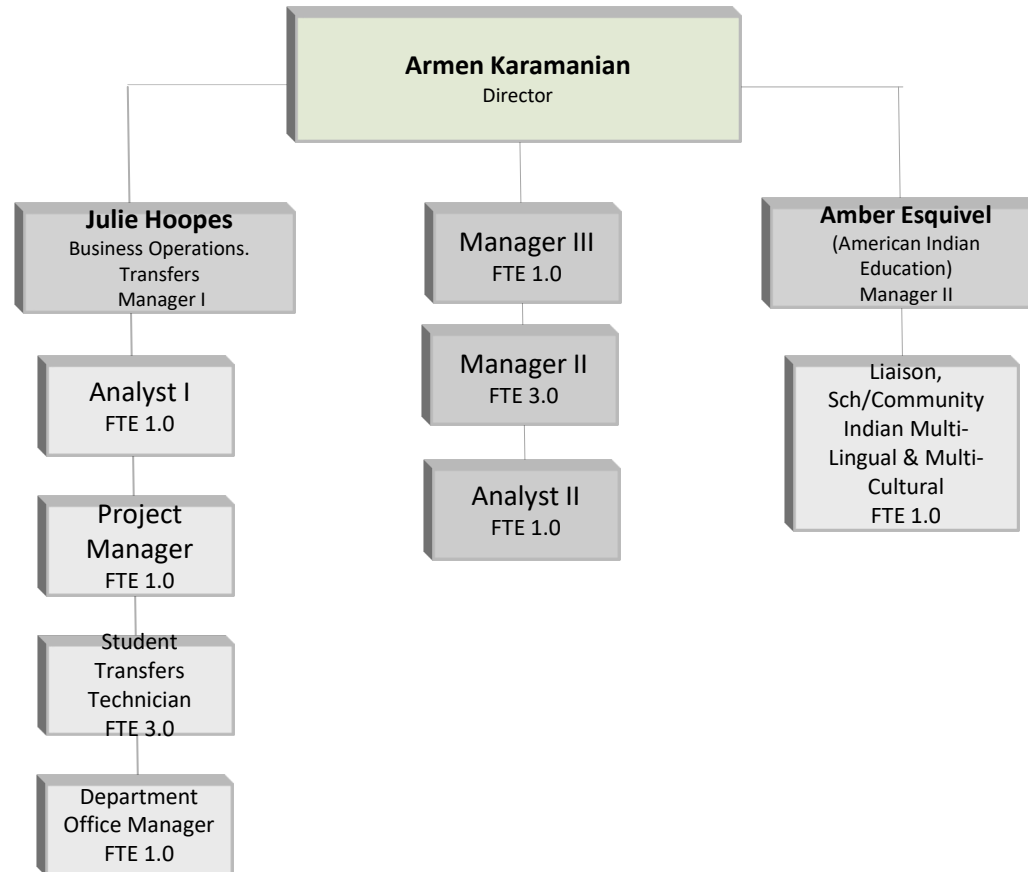 Armen Karamanian
Director
Julie Hoopes
Business Operations.
Transfers
Manager I
Analyst I
FTE 1.0
Project
Manager
FTE 1.0
Student
Transfers
Technician
FTE 3.0
Department
Office Manager
FTE 1.0
Manager III
FTE 1.0
Manager II
FTE 3.0
Analyst II
FTE 1.0
Amber Esquivel
(American Indian
Education)
Manager II
Liaison,
Sch/Community
Indian Multi-
Lingual & Multi-
Cultural
FTE 1.0